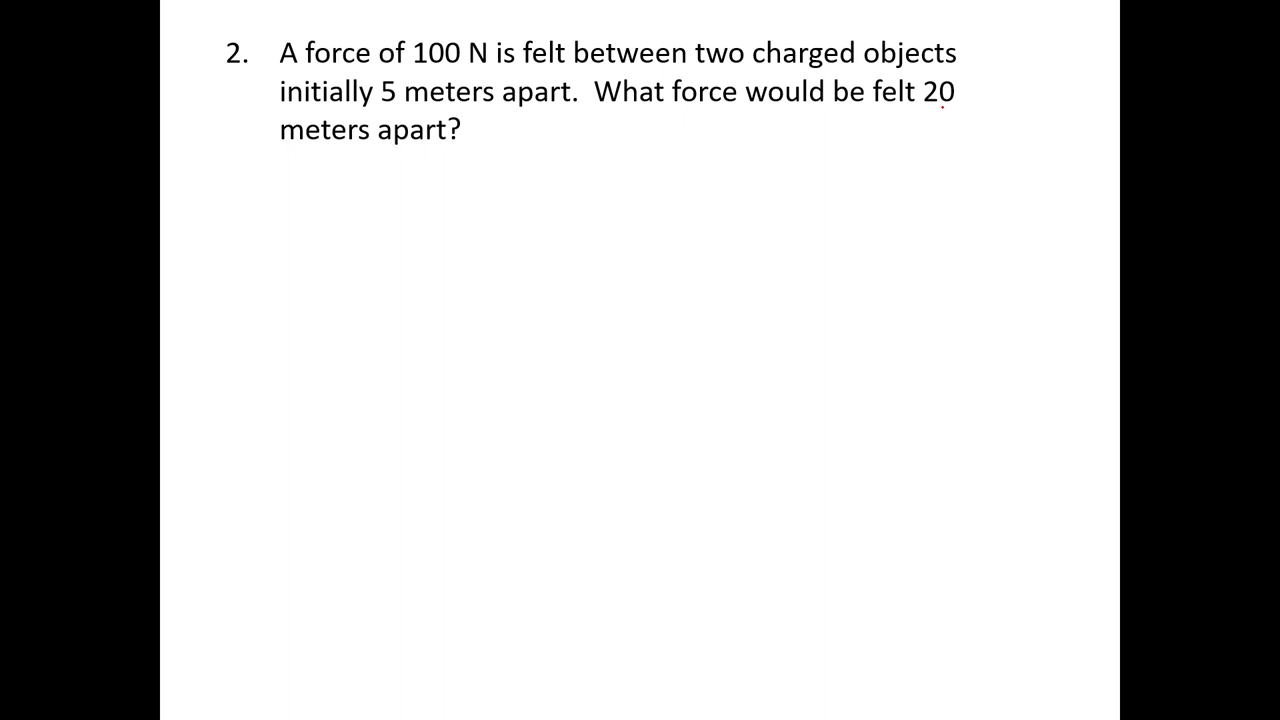 2. A force of 100 N is felt between two charged objects
initially 5 meters apart.  What force would be felt 20
meters apart?